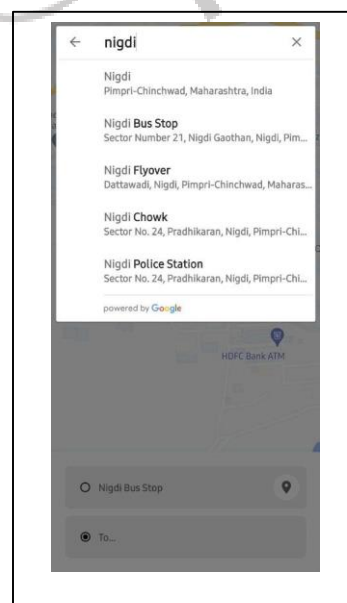 nigdi
Nigdi
Pimpri-Chinchwad, Maharashtra, India
Nigdi Bus Stop
Sector Number 21, Nigdi Gaothan, Nigdi, Pim...
Nigdi Flyover
Dattawadi, Nigdi, Pimpri-Chinchwad, Maharas...
Nigdi Chowk
Sector No. 24, Pradhikaran, Nigdi, Pimpri-Chi...
Nigdi Police Station
Sector No. 24, Pradhikaran, Nigdi, Pimpri-Chi...
powered by Google
HDFC Bank ATM
Nigdi Bus Stop
To...